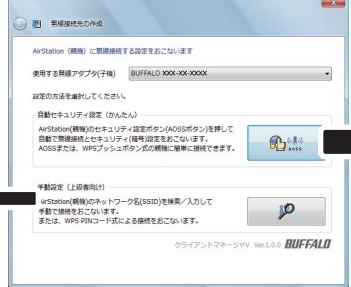 無線接続先の作成
AirStation（親機）に無線接続する設定をおこないます
使用する無線アダプタ(子機) BUFFALO XXX-XX-XXXX
設定の方法を選択してください。
自動セキュリティ設定（かんたん）
AirStation(親機)のセキュリティ設定ボタン(AOSSボタン)を押して
自動で無線接続とセキュリティ(暗号)設定をおこないます。
AOSSまたは、WPSプッシュボタン式の親機に簡単に接続できます。
AOSS
手動設定（上級者向け）
AirStation(親機)のネットワーク名(SSID)を検索／入力して
手動で接続をおこないます。
または、WPS PINコード式による接続をおこないます。
クライアントマネージャV Ver.1.0.0 BUFFALO